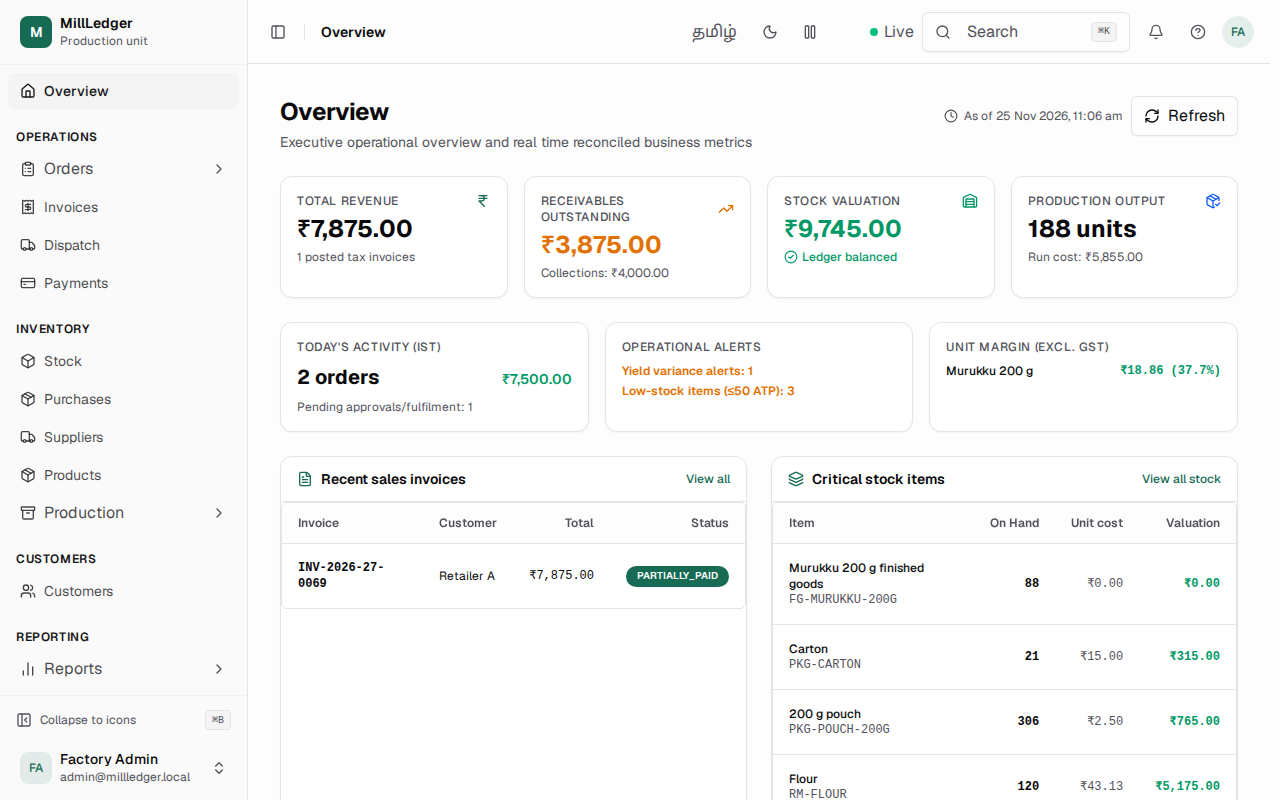 M
MillLedger
Production unit
Overview
OPERATIONS
Orders
Invoices
Dispatch
Payments
INVENTORY
Stock
Purchases
Suppliers
Products
Production
CUSTOMERS
Customers
REPORTING
Reports
Collapse to icons ⌘B
FA
Factory Admin
admin@millledger.local
Overview
தமிழ்
Live
Search ⌘K
FA
Overview
Executive operational overview and real time reconciled business metrics
As of 25 Nov 2026, 11:06 am
Refresh
TOTAL REVENUE
₹7,875.00
1 posted tax invoices
RECEIVABLES
OUTSTANDING
₹3,875.00
Collections: ₹4,000.00
STOCK VALUATION
₹9,745.00
Ledger balanced
PRODUCTION OUTPUT
188 units
Run cost: ₹5,855.00
TODAY'S ACTIVITY (IST)
2 orders ₹7,500.00
Pending approvals/fulfilment: 1
OPERATIONAL ALERTS
Yield variance alerts: 1
Low-stock items (≤50 ATP): 3
UNIT MARGIN (EXCL. GST)
Murukku 200 g ₹18.86 (37.7%)
Recent sales invoices View all
Invoice Customer Total Status
INV-2026-27-
0069 Retailer A ₹7,875.00 PARTIALLY_PAID
Critical stock items View all stock
Item On Hand Unit cost Valuation
Murukku 200 g finished
goods
FG-MURUKKU-200G 88 ₹0.00 ₹0.00
Carton
PKG-CARTON 21 ₹15.00 ₹315.00
200 g pouch
PKG-POUCH-200G 306 ₹2.50 ₹765.00
Flour
RM-FLOUR 120 ₹43.13 ₹5,175.00